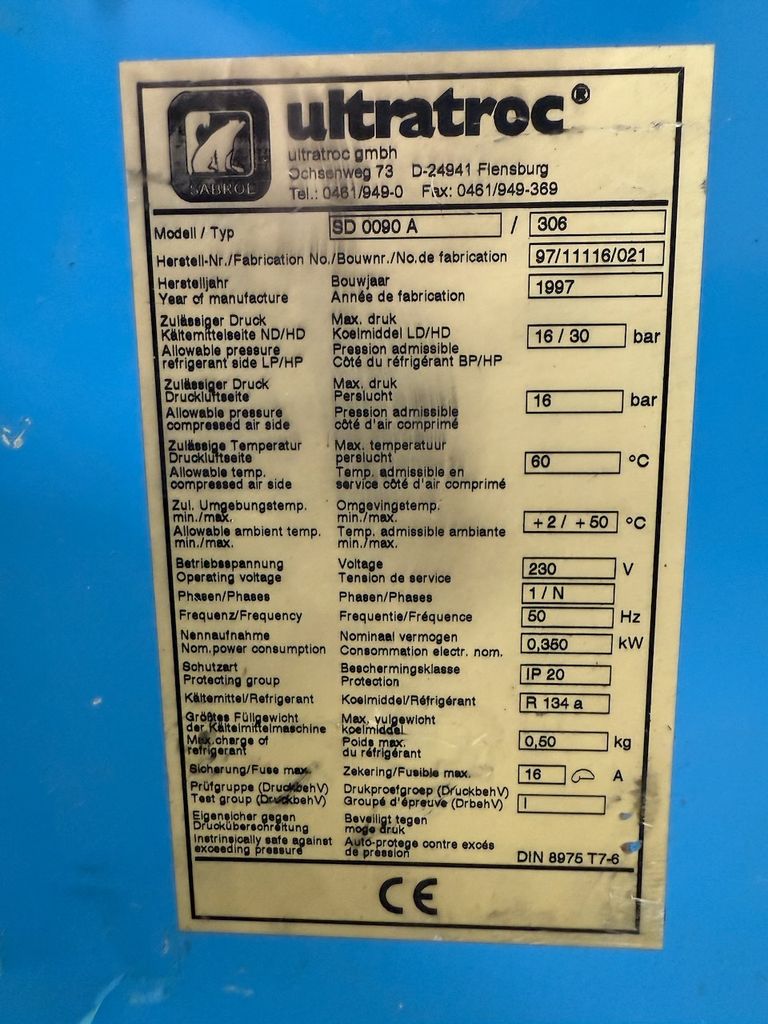 SABROE
ultratroc®
ultratroc gmbh
Ochsenweg 73 D-24941 Flensburg
Tel.: 0461/949-0 Fax: 0461/949-369
Modell / Typ SD 0090 A / 306
Herstell-Nr./Fabrication No./Bouwnr./No.de fabrication 97/11116/021
Herstelljahr Bouwjaar 1997
Year of manufacture Année de fabrication
Zulässiger Druck Max. druk
Kältemittelseite ND/HD Koelmiddel LD/HD 16 / 30 bar
Allowable pressure Pression admissible
refrigerant side LP/HP Côté du réfrigérant BP/HP
Zulässiger Druck Max. druk
Druckluftseite Perslucht 16 bar
Allowable pressure Pression admissible
compressed air side côté d'air comprimé
Zulässige Temperatur Max. temperatuur
Druckluftseite perslucht 60 °C
Allowable temp. Temp. admissible en
compressed air side service côté d'air comprimé
Zul. Umgebungstemp. Omgevingstemp.
min./max. min./max. +2 / +50 °C
Allowable ambient temp. Temp. admissible ambiante
min./max. min./max.
Betriebsspannung Voltage 230 V
Operating voltage Tension de service
Phasen/Phases Phasen/Phases 1 / N
Frequenz/Frequency Frequentie/Fréquence 50 Hz
Nennaufnahme Nominaal vermogen 0,350 kW
Nom.power consumption Consommation electr. nom.
Schutzart Beschermingsklasse IP 20
Protecting group Protection
Kältemittel/Refrigerant Koelmiddel/Réfrigérant R 134 a
Größtes Füllgewicht Max. vulgewicht
der Kältelmittelmaschine koelmiddel
Max.charge of Poids max. 0,50 kg
refrigerant du réfrigérant
Sicherung/Fuse max. Zekering/Fusible max. 16 A
Prüfgruppe (DruckbehV) Drukproefgroep (DruckbehV) I
Test group (DruckbehV) Groupé d'épreuve (DrbehV)
Eigensicher gegen Beveiligt tegen
Drucküberschreitung moge druk
Instrinsically safe against Auto-protege contre excés
exceeding pressure de pression DIN 8975 T7-6
CE